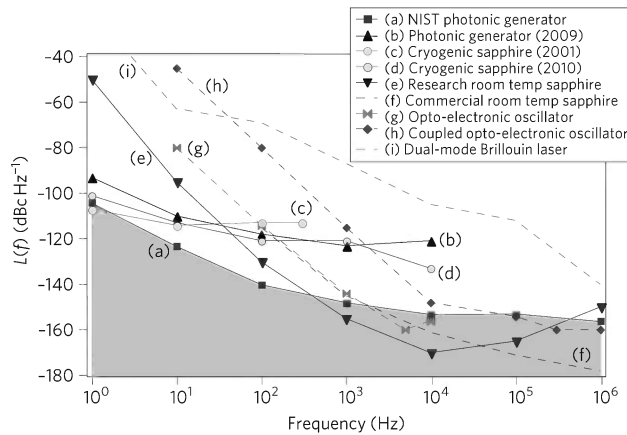 (a) NIST photonic generator
(b) Photonic generator (2009)
(c) Cryogenic sapphire (2001)
(d) Cryogenic sapphire (2010)
(e) Research room temp sapphire
(f) Commercial room temp sapphire
(g) Opto-electronic oscillator
(h) Coupled opto-electronic oscillator
(i) Dual-mode Brillouin laser
-40
-60
-80
-100
-120
-140
-160
-180
L(f) (dBc Hz⁻¹)
(i)
(h)
(e)
(g)
(c)
(a)
(b)
(d)
(f)
10⁰
10¹
10²
10³
10⁴
10⁵
10⁶
Frequency (Hz)